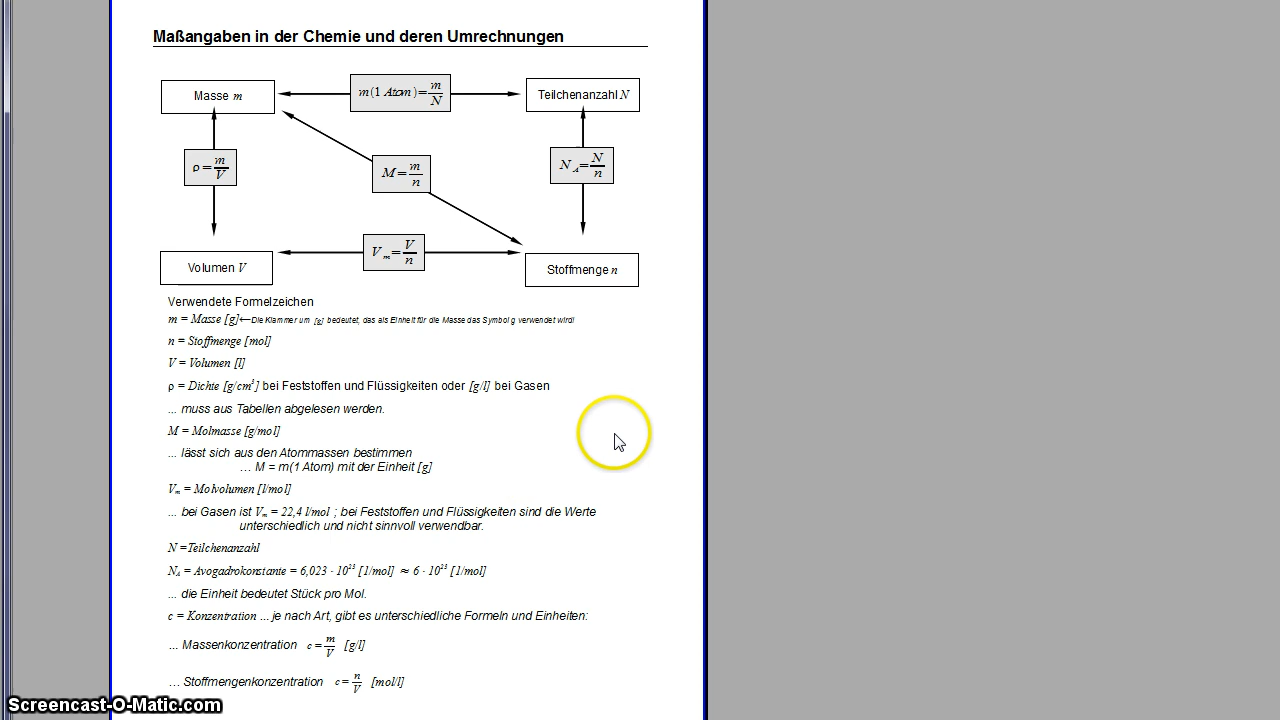 Maßangaben in der Chemie und deren Umrechnungen
Masse m
m(1 Atom)=m/N
Teilchenanzahl N
ρ=m/V
M=m/n
N_A=N/n
V_m=V/n
Volumen V
Stoffmenge n
Verwendete Formelzeichen
m = Masse [g]←Die Klammer um [g] bedeutet, das als Einheit für die Masse das Symbol g verwendet wird!
n = Stoffmenge [mol]
V = Volumen [l]
ρ = Dichte [g/cm³] bei Feststoffen und Flüssigkeiten oder [g/l] bei Gasen
... muss aus Tabellen abgelesen werden.
M = Molmasse [g/mol]
... lässt sich aus den Atommassen bestimmen
... M = m(1 Atom) mit der Einheit [g]
V_m = Molvolumen [l/mol]
... bei Gasen ist V_m = 22,4 l/mol ; bei Feststoffen und Flüssigkeiten sind die Werte
unterschiedlich und nicht sinnvoll verwendbar.
N =Teilchenanzahl
N_A = Avogadrokonstante = 6,023 · 10²³ [1/mol] ≈ 6 · 10²³ [1/mol]
... die Einheit bedeutet Stück pro Mol.
c = Konzentration ... je nach Art, gibt es unterschiedliche Formeln und Einheiten:
... Massenkonzentration c=m/V [g/l]
... Stoffmengenkonzentration c=n/V [mol/l]
Screencast-O-Matic.com